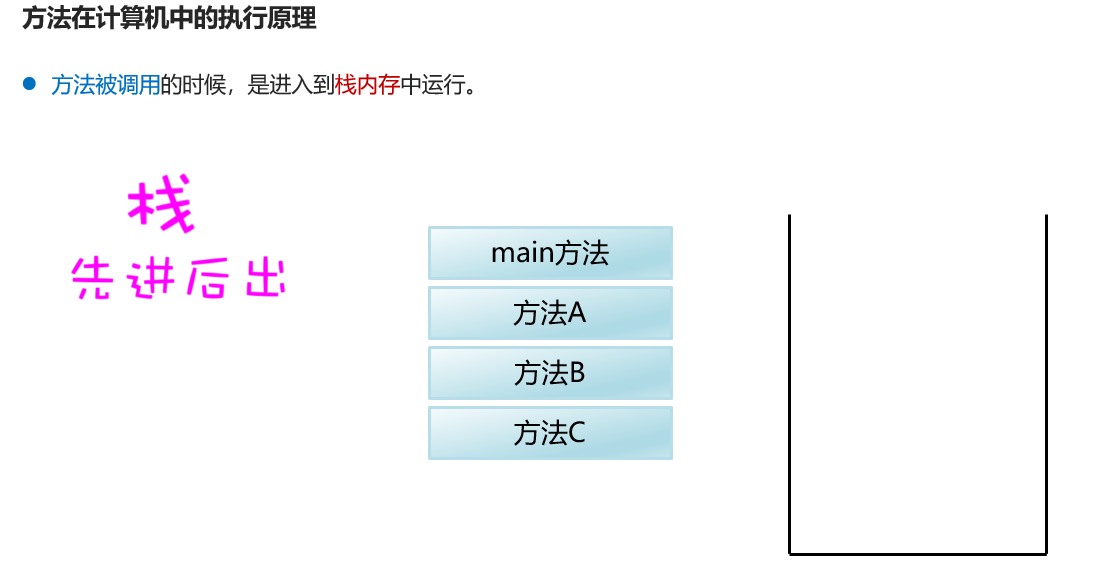 方法在计算机中的执行原理
方法被调用的时候，是进入到栈内存中运行。
栈
先进后出
main方法
方法A
方法B
方法C